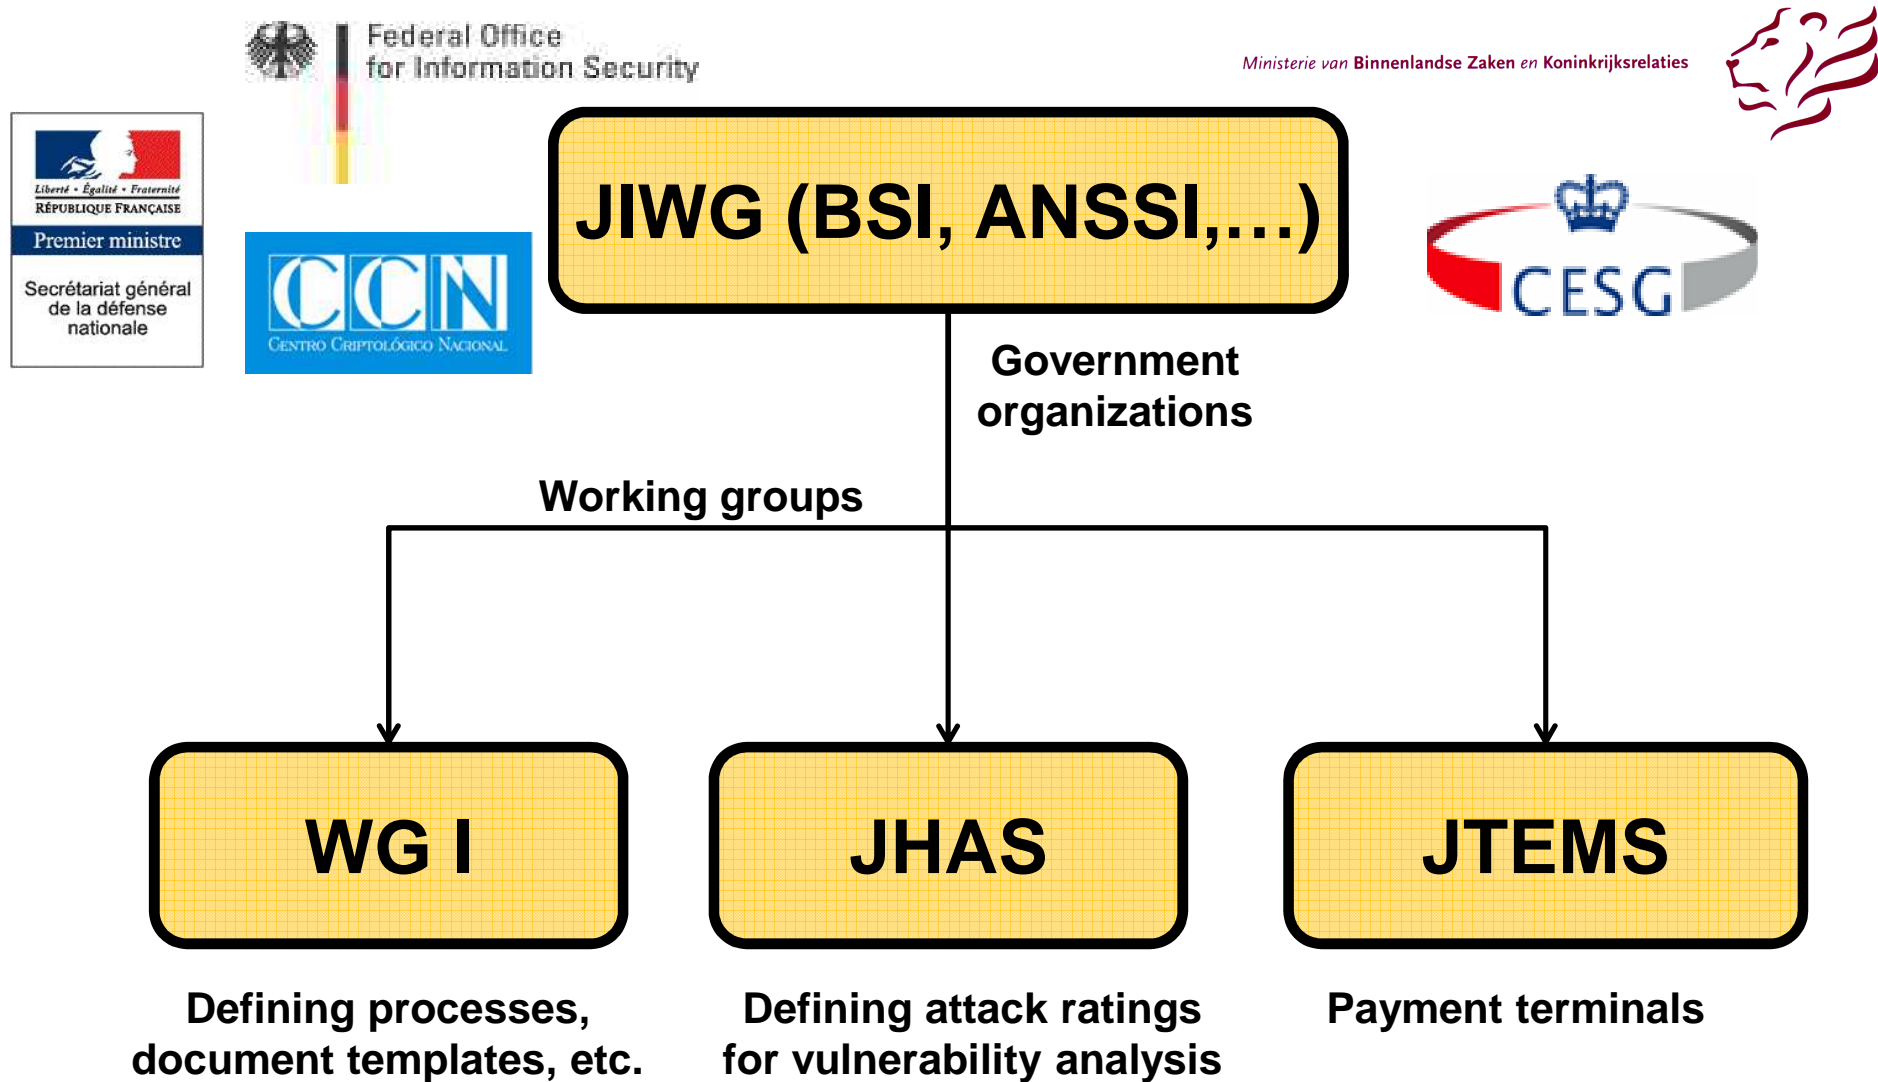 Federal Office
for Information Security
Ministerie van Binnenlandse Zaken en Koninkrijksrelaties
Liberté • Égalité • Fraternité
RÉPUBLIQUE FRANÇAISE
Premier ministre
Secrétariat général
de la défense
nationale
CCN
CENTRO CRIPTOLÓGICO NACIONAL
JIWG (BSI, ANSSI,…)
CESG
Government
organizations
Working groups
WG I
JHAS
JTEMS
Defining processes,
document templates, etc.
Defining attack ratings
for vulnerability analysis
Payment terminals